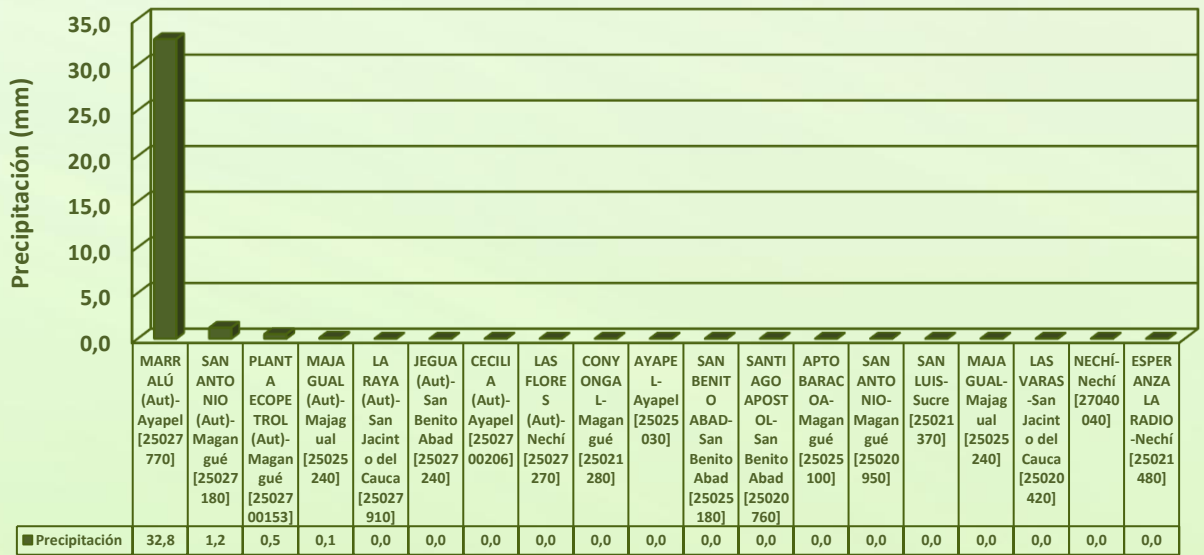 Precipitación (mm)
35,0
30,0
25,0
20,0
15,0
10,0
5,0
0,0
MARR
ALÚ
(Aut)-
Ayapel
[25027
770]
SAN
ANTO
NIO
(Aut)-
Magan
gué
[25027
180]
PLANT
A
ECOPE
TROL
(Aut)-
Magan
gué
[25027
00153]
MAJA
GUAL(
Aut)-
Majag
ual
[25025
240]
LA
RAYA(
Aut)-
San
Jacint
o del
Cauca
[25027
910]
JEGUA
(Aut)-
San
Benito
Abad
[25027
240]
CECILI
A
(Aut)-
Ayapel
[25027
00206]
LAS
FLORE
S
(Aut)-
Nechí
[25027
270]
CONY
ONGA
L-
Magan
gué
[25021
280]
AYAPE
L-
Ayapel
[25025
030]
SAN
BENIT
O
ABAD-
San
Benito
Abad
[25025
180]
SANTI
AGO
APOST
OL-
San
Benito
Abad
[25020
760]
APTO
BARAC
OA-
Magan
gué
[25025
100]
SAN
ANTO
NIO-
Magan
gué
[25020
950]
SAN
LUIS-
Sucre
[25021
370]
MAJA
GUAL-
Majag
ual
[25025
240]
LAS
VARAS
-San
Jacint
o del
Cauca
[25020
420]
NECHÍ-
Nechí
[27040
040]
ESPER
ANZA
LA
RADIO
-Nechí
[25021
480]
Precipitación 32,8 1,2 0,5 0,1 0,0 0,0 0,0 0,0 0,0 0,0 0,0 0,0 0,0 0,0 0,0 0,0 0,0 0,0 0,0